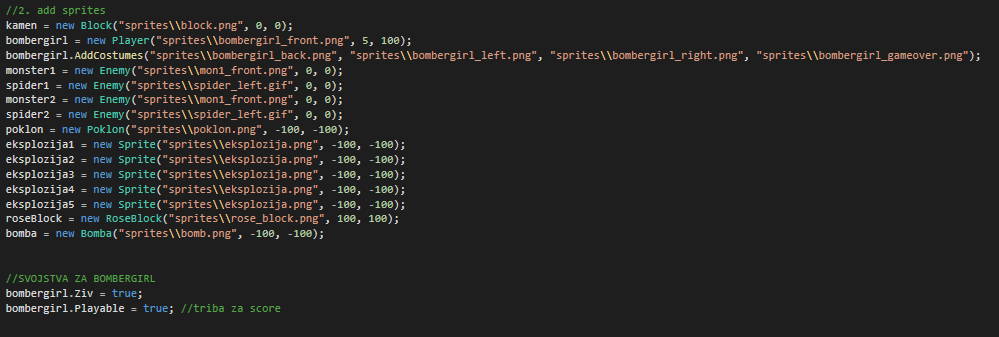 //2. add sprites
kamen = new Block("sprites\\block.png", 0, 0);
bombergirl = new Player("sprites\\bombergirl_front.png", 5, 100);
bombergirl.AddCostumes("sprites\\bombergirl_back.png", "sprites\\bombergirl_left.png", "sprites\\bombergirl_right.png", "sprites\\bombergirl_gameover.png");
monster1 = new Enemy("sprites\\mon1_front.png", 0, 0);
spider1 = new Enemy("sprites\\spider_left.gif", 0, 0);
monster2 = new Enemy("sprites\\mon1_front.png", 0, 0);
spider2 = new Enemy("sprites\\spider_left.gif", 0, 0);
poklon = new Poklon("sprites\\poklon.png", -100, -100);
eksplozija1 = new Sprite("sprites\\eksplozija.png", -100, -100);
eksplozija2 = new Sprite("sprites\\eksplozija.png", -100, -100);
eksplozija3 = new Sprite("sprites\\eksplozija.png", -100, -100);
eksplozija4 = new Sprite("sprites\\eksplozija.png", -100, -100);
eksplozija5 = new Sprite("sprites\\eksplozija.png", -100, -100);
roseBlock = new RoseBlock("sprites\\rose_block.png", 100, 100);
bomba = new Bomba("sprites\\bomb.png", -100, -100);
//SVOJSTVA ZA BOMBERGIRL
bombergirl.Ziv = true;
bombergirl.Playable = true; //triba za score